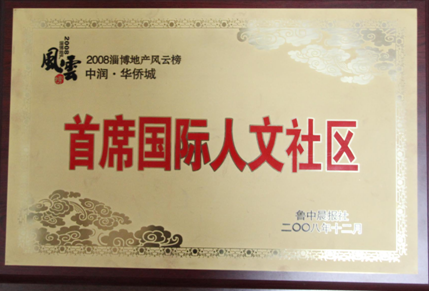 2008
風雲
2008淄博地产风云榜
中润·华侨城
首席国际人文社区
鲁中晨报社
二〇〇八年十二月